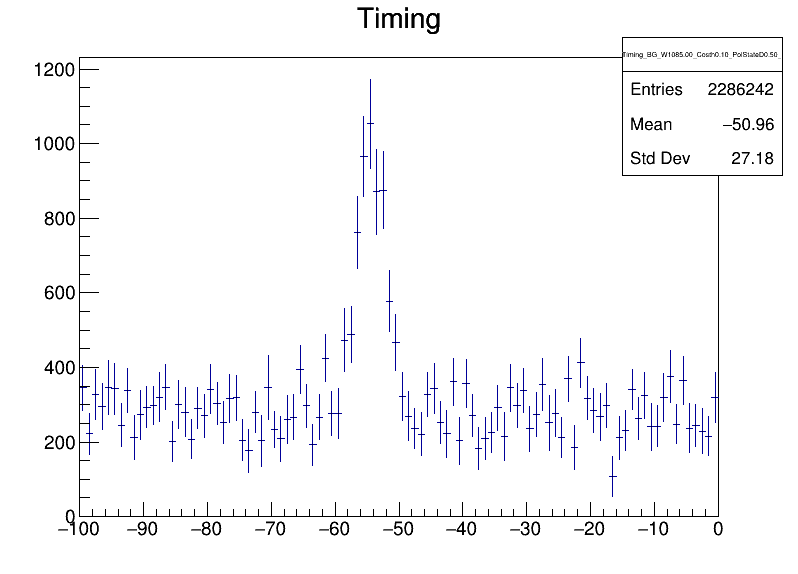 Timing
Timing_BG_W1085.00_Costh0.10_PolStateD0.50_
Entries 2286242
Mean −50.96
Std Dev 27.18
1200
1000
800
600
400
200
0
−100 −90 −80 −70 −60 −50 −40 −30 −20 −10 0